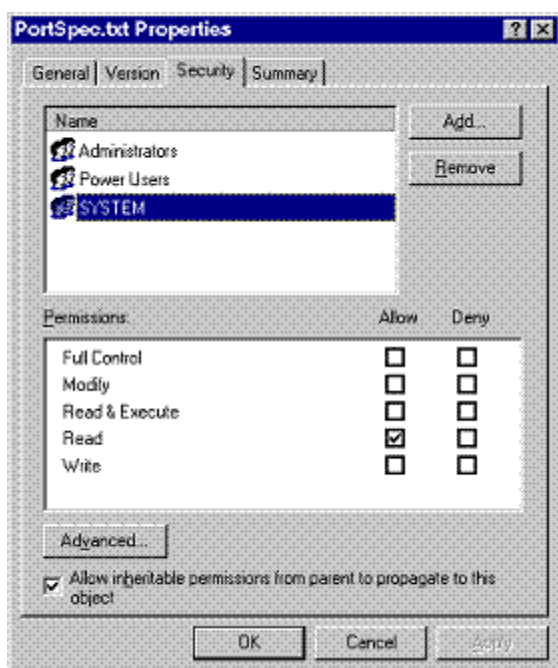 PortSpec.txt Properties
General Version Security Summary
Name
Add...
Administrators
Power Users
Remove
SYSTEM
Permissions: Allow Deny
Full Control
Modify
Read & Execute
Read
Write
Advanced...
Allow inheritable permissions from parent to propagate to this
object
OK Cancel Apply